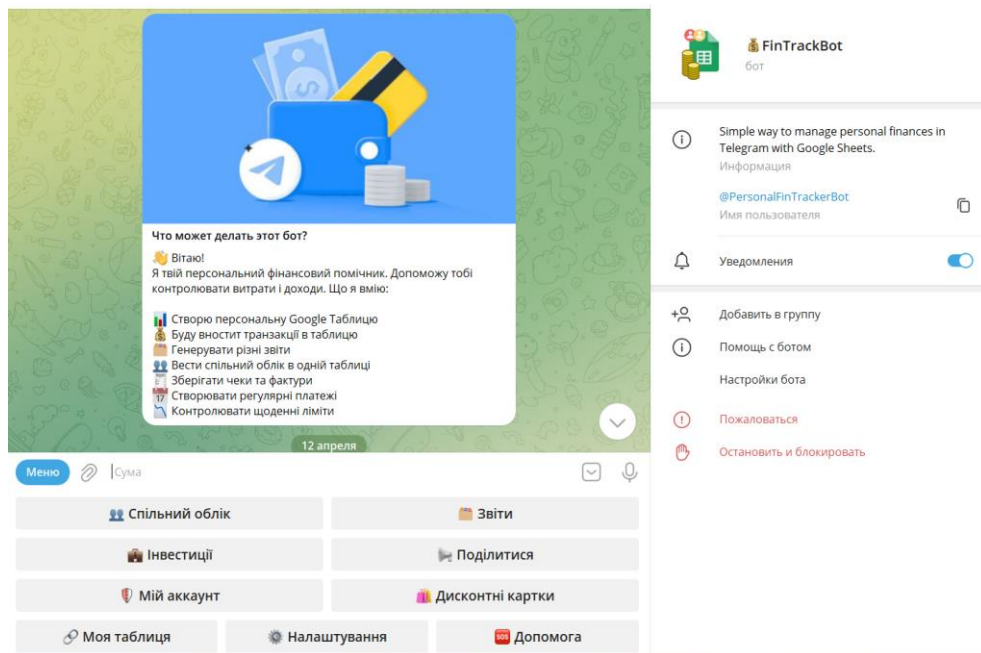 Что может делать этот бот?
👋 Вітаю!
Я твій персональний фінансовий помічник. Допоможу тобі
контролювати витрати і доходи. Що я вмію:
📊 Створю персональну Google Таблицю
💰 Буду вностит транзакції в таблицю
🗂 Генерувати різні звіти
👥 Вести спільний облік в одній таблиці
🧾 Зберігати чеки та фактури
📅 Створювати регулярні платежі
📉 Контролювати щоденні ліміти
12 апреля
Меню
Сума
👥 Спільний облік
🗂 Звіти
💼 Інвестиції
📢 Поділитися
Мій аккаунт
🛍 Дисконтні картки
🔗 Моя таблиця
⚙ Налаштування
🆘 Допомога
💰 FinTrackBot
бот
Simple way to manage personal finances in
Telegram with Google Sheets.
Информация
@PersonalFinTrackerBot
Имя пользователя
Уведомления
Добавить в группу
Помощь с ботом
Настройки бота
Пожаловаться
Остановить и блокировать